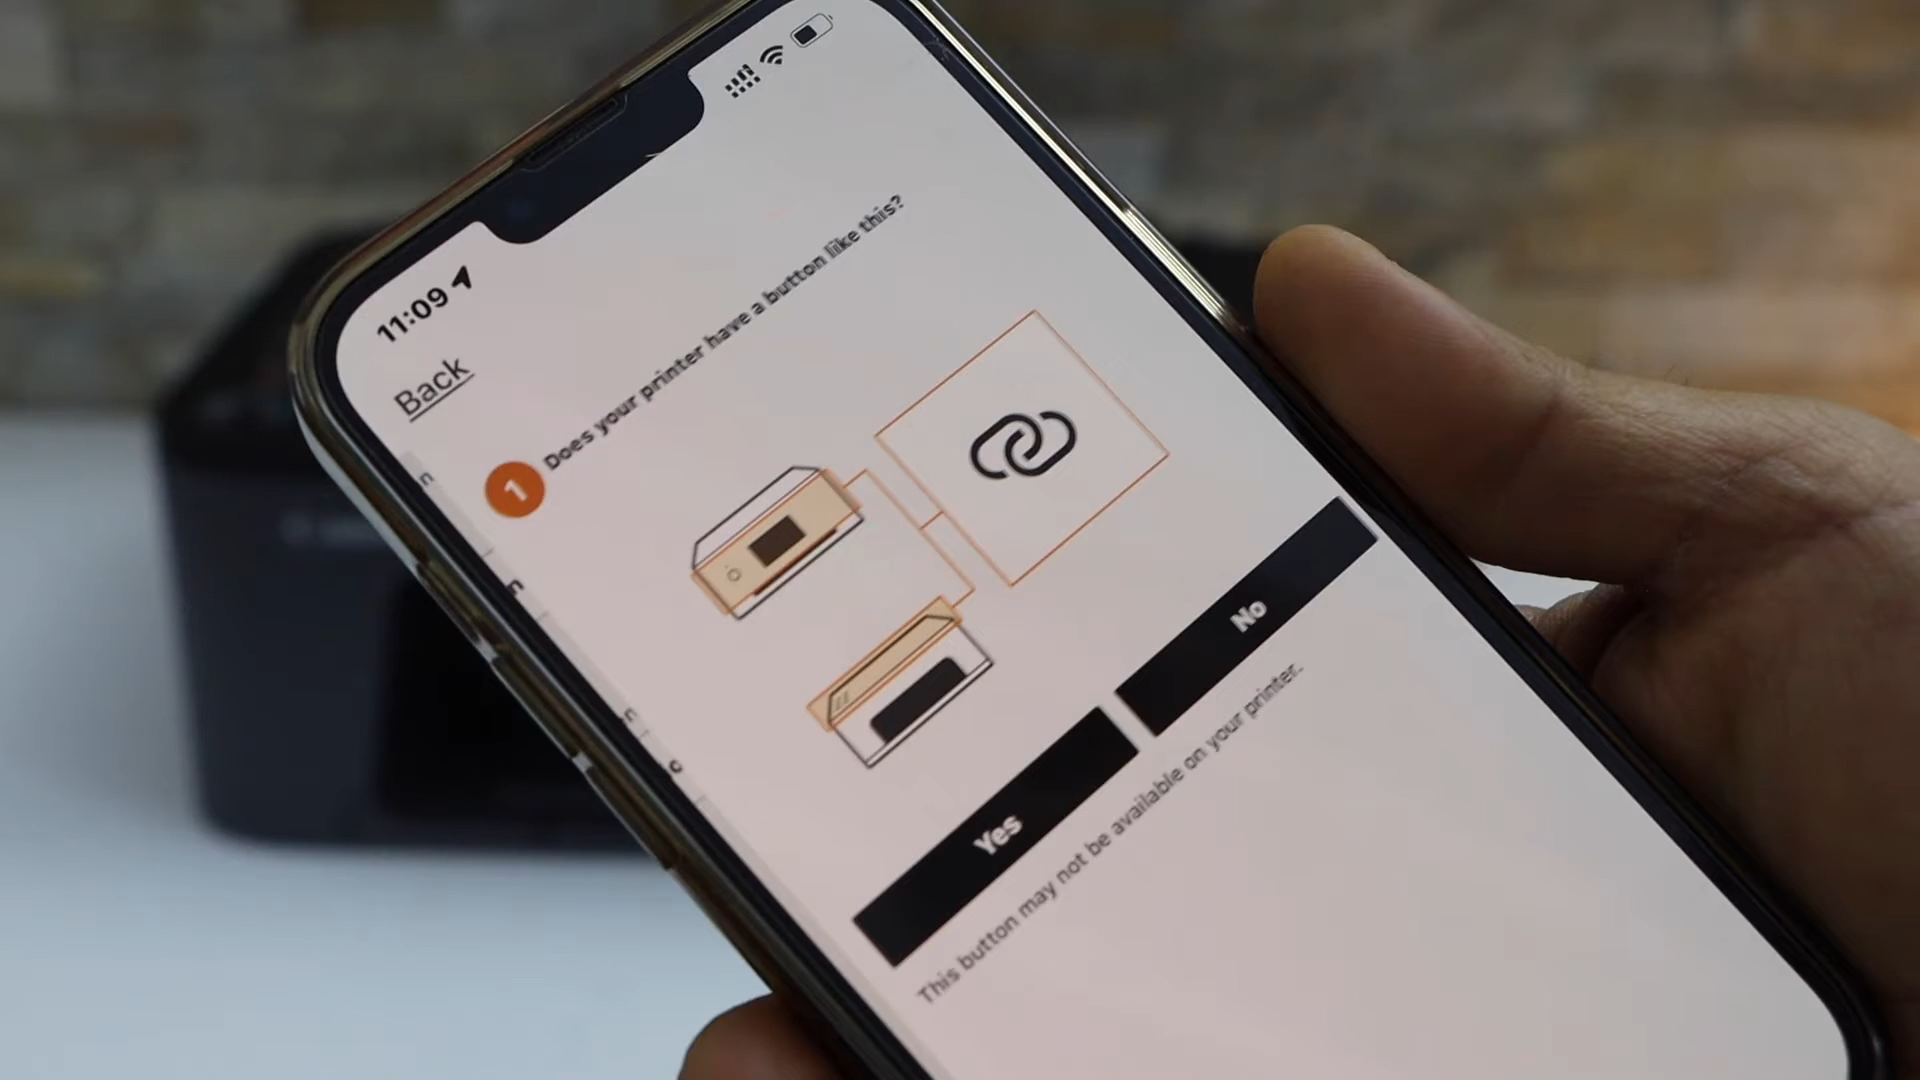 11:09
Back
1 Does your printer have a button like this?
Yes
No
This button may not be available on your printer.